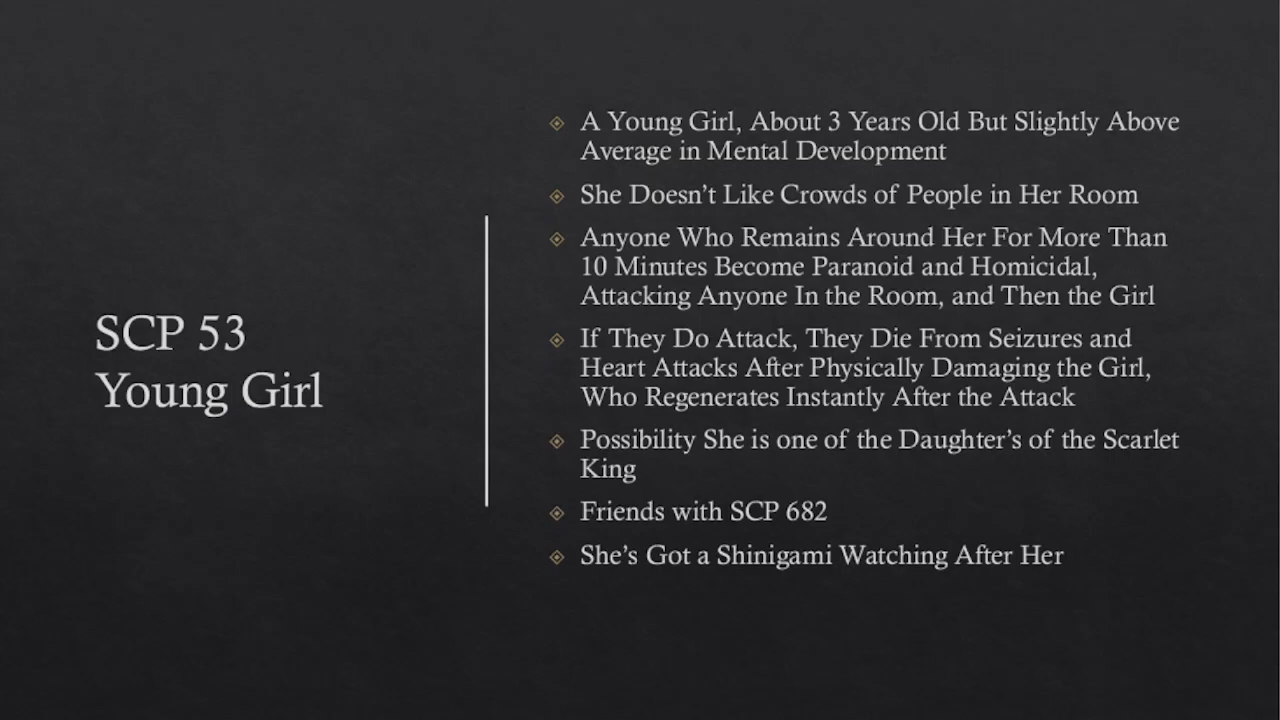 SCP 53
Young Girl
A Young Girl, About 3 Years Old But Slightly Above
Average in Mental Development
She Doesn’t Like Crowds of People in Her Room
Anyone Who Remains Around Her For More Than
10 Minutes Become Paranoid and Homicidal,
Attacking Anyone In the Room, and Then the Girl
If They Do Attack, They Die From Seizures and
Heart Attacks After Physically Damaging the Girl,
Who Regenerates Instantly After the Attack
Possibility She is one of the Daughter’s of the Scarlet
King
Friends with SCP 682
She’s Got a Shinigami Watching After Her